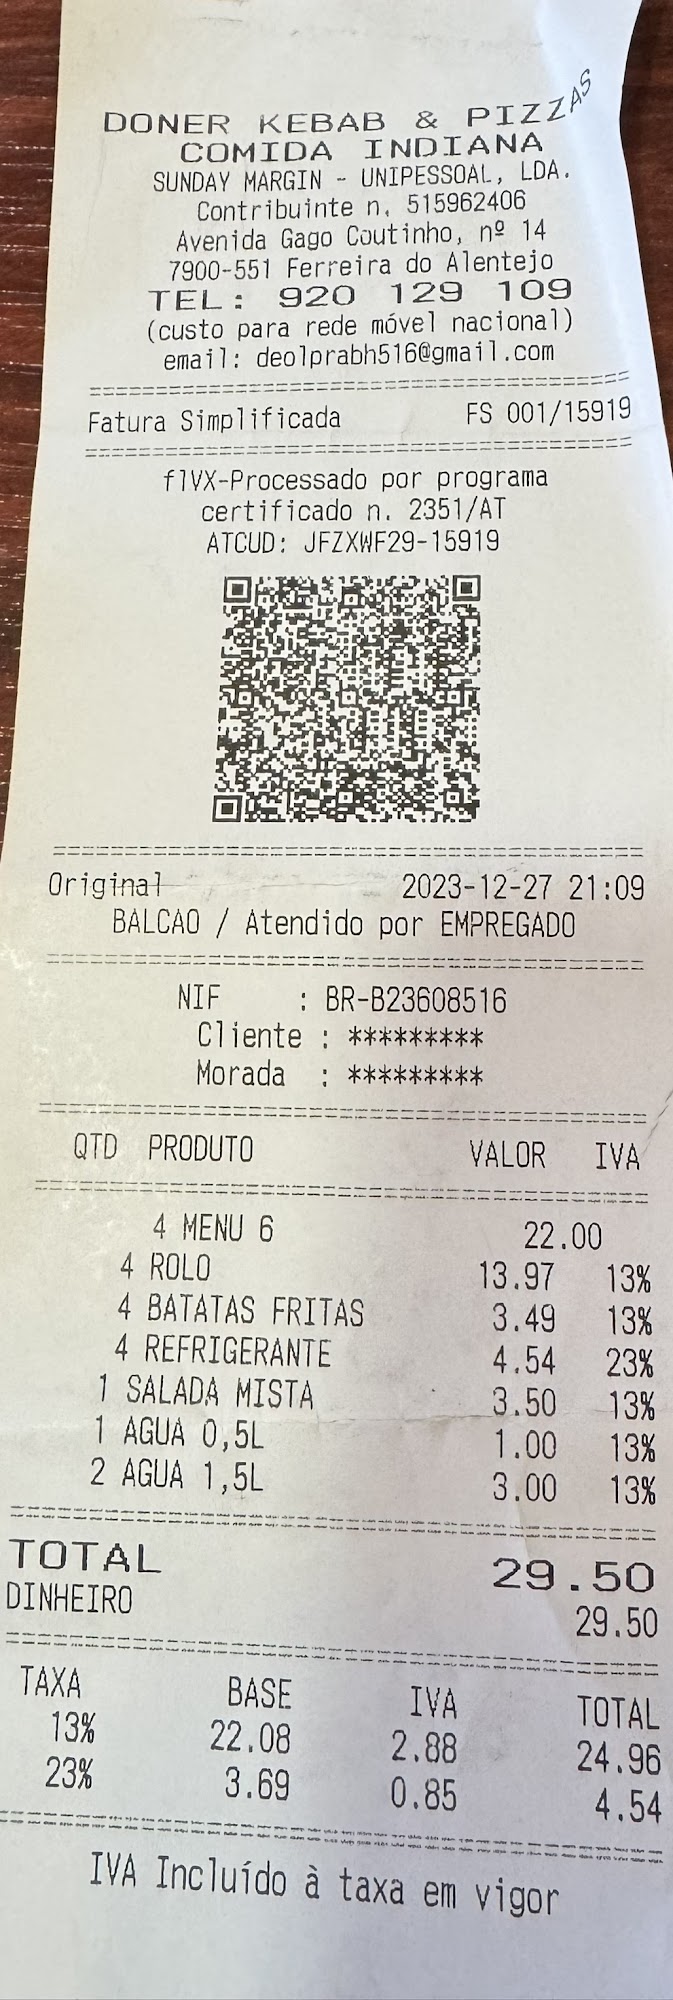 DONER KEBAB & PIZZAS
COMIDA INDIANA
SUNDAY MARGIN - UNIPESSOAL, LDA.
Contribuinte n. 515962406
Avenida Gago Coutinho, nº 14
7900-551 Ferreira do Alentejo
TEL: 920 129 109
(custo para rede móvel nacional)
email: deolprabh516@gmail.com
Fatura Simplificada FS 001/15919
flVX-Processado por programa
certificado n. 2351/AT
ATCUD: JFZXWF29-15919
Original 2023-12-27 21:09
BALCAO / Atendido por EMPREGADO
NIF : BR-B23608516
Cliente : *********
Morada : *********
QTD PRODUTO VALOR IVA
4 MENU 6 22.00
4 ROLO 13.97 13%
4 BATATAS FRITAS 3.49 13%
4 REFRIGERANTE 4.54 23%
1 SALADA MISTA 3.50 13%
1 AGUA 0,5L 1.00 13%
2 AGUA 1,5L 3.00 13%
TOTAL 29.50
DINHEIRO 29.50
TAXA BASE IVA TOTAL
13% 22.08 2.88 24.96
23% 3.69 0.85 4.54
IVA Incluído à taxa em vigor